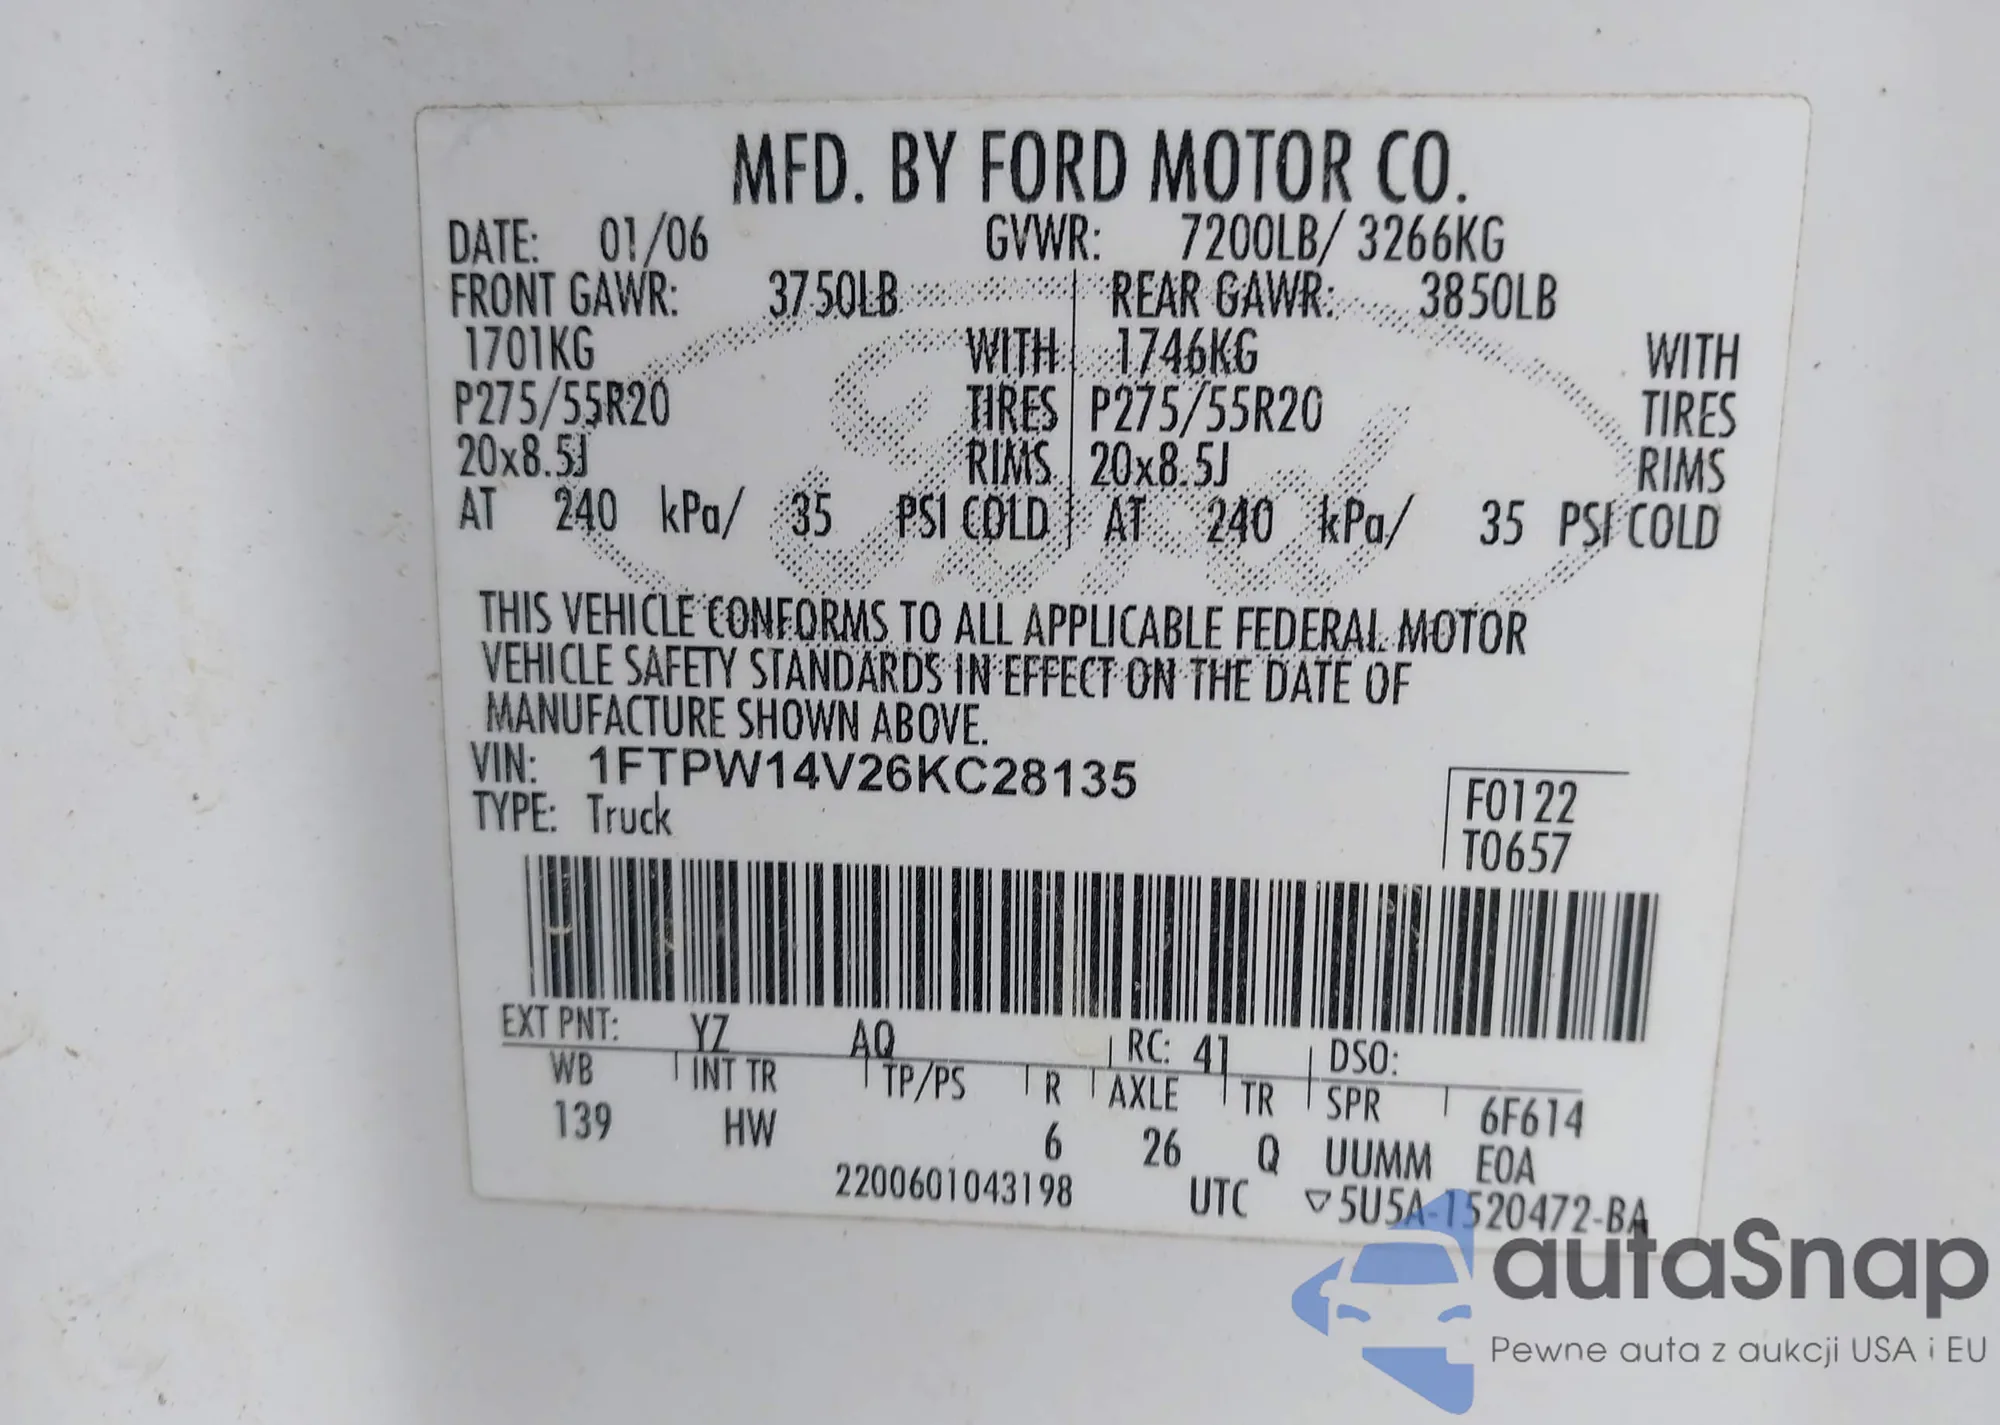 MFD. BY FORD MOTOR CO.
DATE: 01/06 GVWR: 7200LB/ 3266KG
FRONT GAWR: 3750LB REAR GAWR: 3850LB
1701KG WITH 1746KG WITH
P275/55R20 TIRES P275/55R20 TIRES
20x8.5J RIMS 20x8.5J RIMS
AT 240 kPa/ 35 PSI COLD AT 240 kPa/ 35 PSI COLD
THIS VEHICLE CONFORMS TO ALL APPLICABLE FEDERAL MOTOR
VEHICLE SAFETY STANDARDS IN EFFECT ON THE DATE OF
MANUFACTURE SHOWN ABOVE.
VIN: 1FTPW14V26KC28135
TYPE: Truck
F0122
T0657
EXT PNT: YZ AQ RC: 41 DSO:
WB INT TR TP/PS R AXLE TR SPR 6F614
139 HW 6 26 Q UUMM EOA
2200601043198 UTC ▽5U5A-1520472-BA
Ford
autaSnap
Pewne auta z aukcji USA i EU